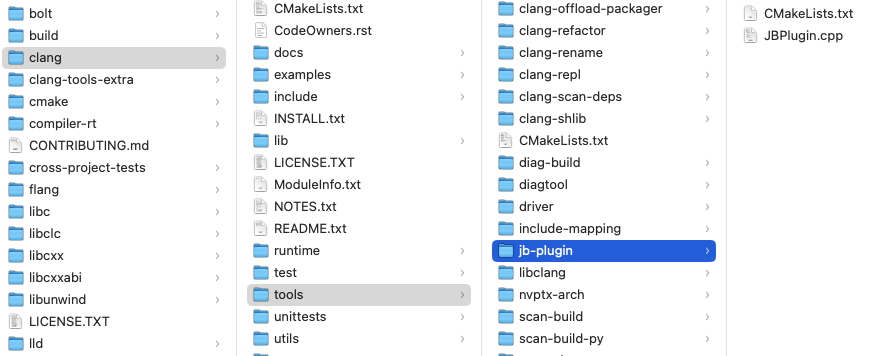 bolt
build
clang
clang-tools-extra
cmake
compiler-rt
CONTRIBUTING.md
cross-project-tests
flang
libc
libclc
libcxx
libcxxabi
libunwind
LICENSE.TXT
lld
CMakeLists.txt
CodeOwners.rst
docs
examples
include
INSTALL.txt
lib
LICENSE.TXT
ModuleInfo.txt
NOTES.txt
README.txt
runtime
test
tools
unittests
utils
clang-offload-packager
clang-refactor
clang-rename
clang-repl
clang-scan-deps
clang-shlib
CMakeLists.txt
diag-build
diagtool
driver
include-mapping
jb-plugin
libclang
nvptx-arch
scan-build
scan-build-py
CMakeLists.txt
JBPlugin.cpp